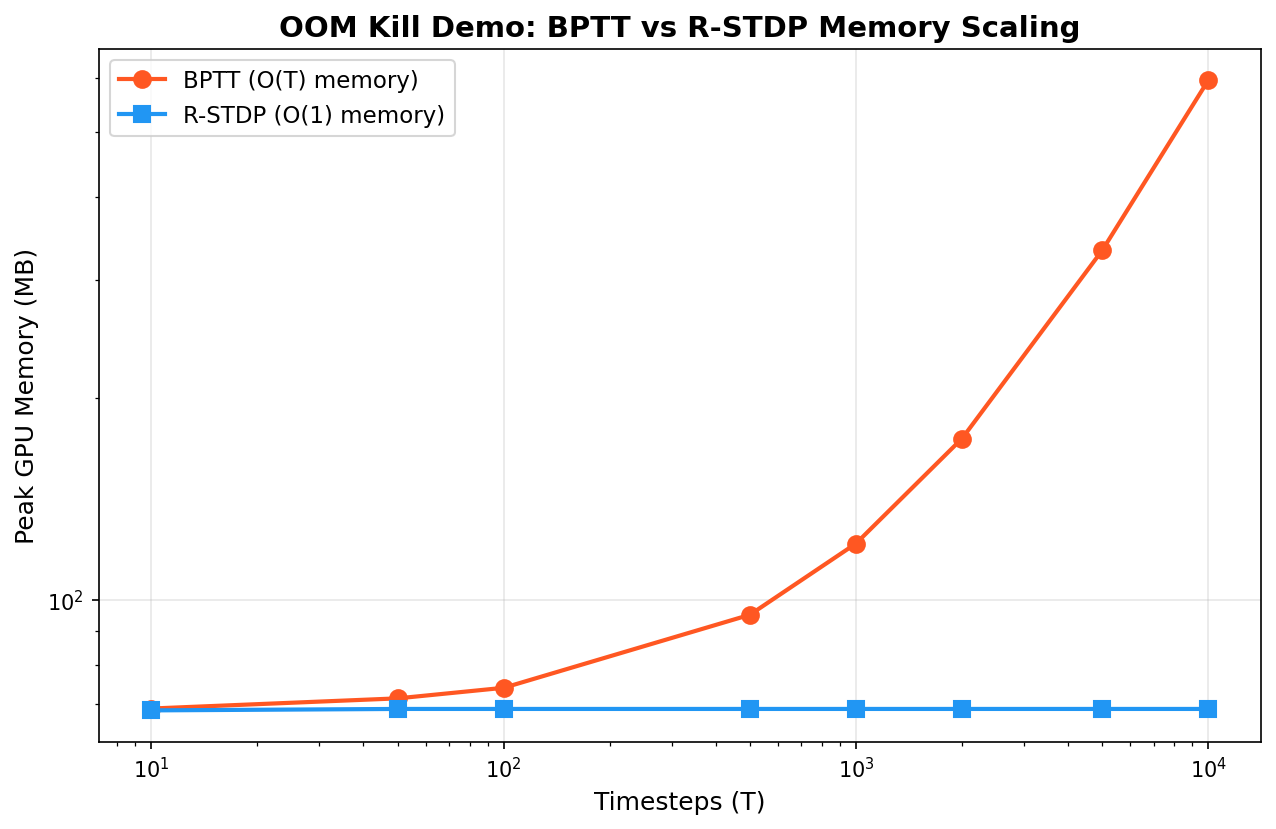 OOM Kill Demo: BPTT vs R-STDP Memory Scaling
BPTT (O(T) memory)
R-STDP (O(1) memory)
Peak GPU Memory (MB)
10²
10¹
10²
10³
10⁴
Timesteps (T)